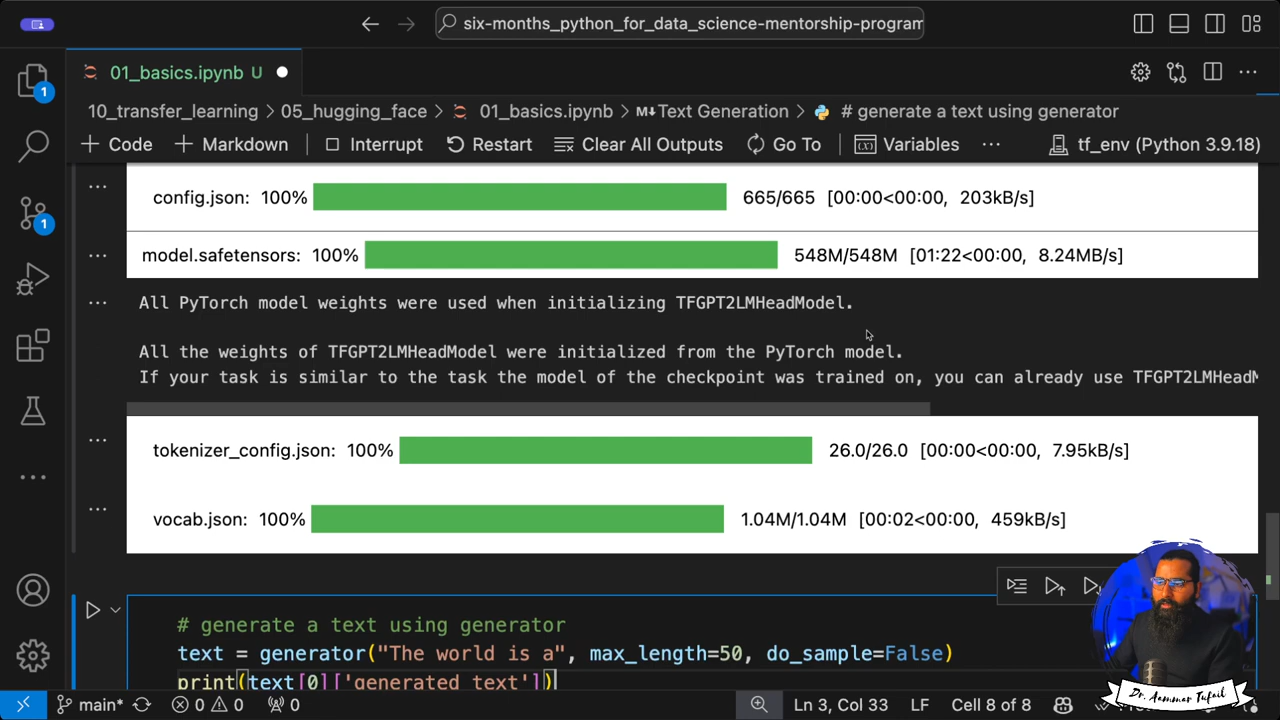 six-months_python_for_data_science-mentorship-program
01_basics.ipynb U
10_transfer_learning > 05_hugging_face > 01_basics.ipynb > M↓Text Generation > # generate a text using generator
+ Code + Markdown Interrupt Restart Clear All Outputs Go To Variables ... tf_env (Python 3.9.18)
1
config.json: 100% 665/665 [00:00<00:00, 203kB/s]
1
model.safetensors: 100% 548M/548M [01:22<00:00, 8.24MB/s]
All PyTorch model weights were used when initializing TFGPT2LMHeadModel.
All the weights of TFGPT2LMHeadModel were initialized from the PyTorch model.
If your task is similar to the task the model of the checkpoint was trained on, you can already use TFGPT2LMHeadM
tokenizer_config.json: 100% 26.0/26.0 [00:00<00:00, 7.95kB/s]
vocab.json: 100% 1.04M/1.04M [00:02<00:00, 459kB/s]
# generate a text using generator
text = generator("The world is a", max_length=50, do_sample=False)
print(text[0]['generated_text'])
Dr. Aammar Tufail
main* 0 0 0 Ln 3, Col 33 LF Cell 8 of 8